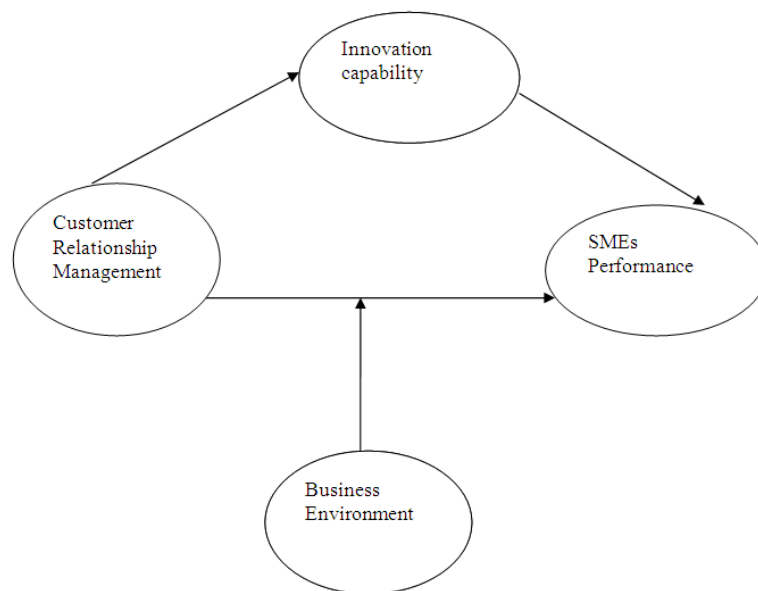 Innovation
capability
Customer
Relationship
Management
SMEs
Performance
Business
Environment